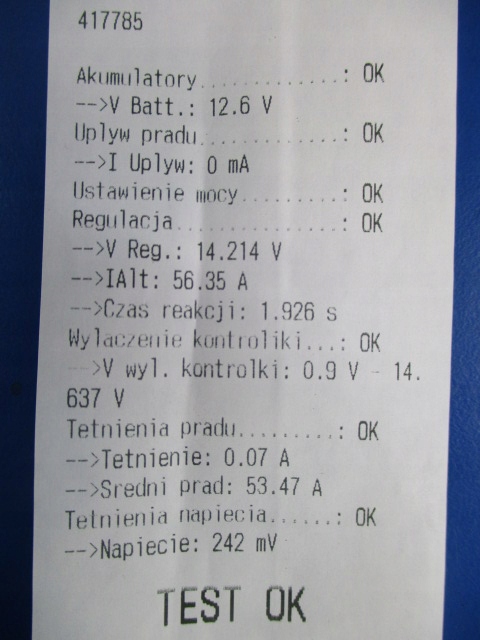 417785
Akumulatory.............: OK
-->V Batt.: 12.6 V
Uplyw pradu.............: OK
-->I Uplyw: 0 mA
Ustawienie mocy.........: OK
Regulacja...............: OK
-->V Reg.: 14.214 V
-->IAlt: 56.35 A
-->Czas reakcji: 1.926 s
Wylaczenie kontroliki...: OK
-->V wyl. kontrolki: 0.9 V - 14.
637 V
Tetnienia pradu.........: OK
-->Tetnienie: 0.07 A
-->Sredni prad: 53.47 A
Tetnienia napiecia......: OK
-->Napiecie: 242 mV
TEST OK